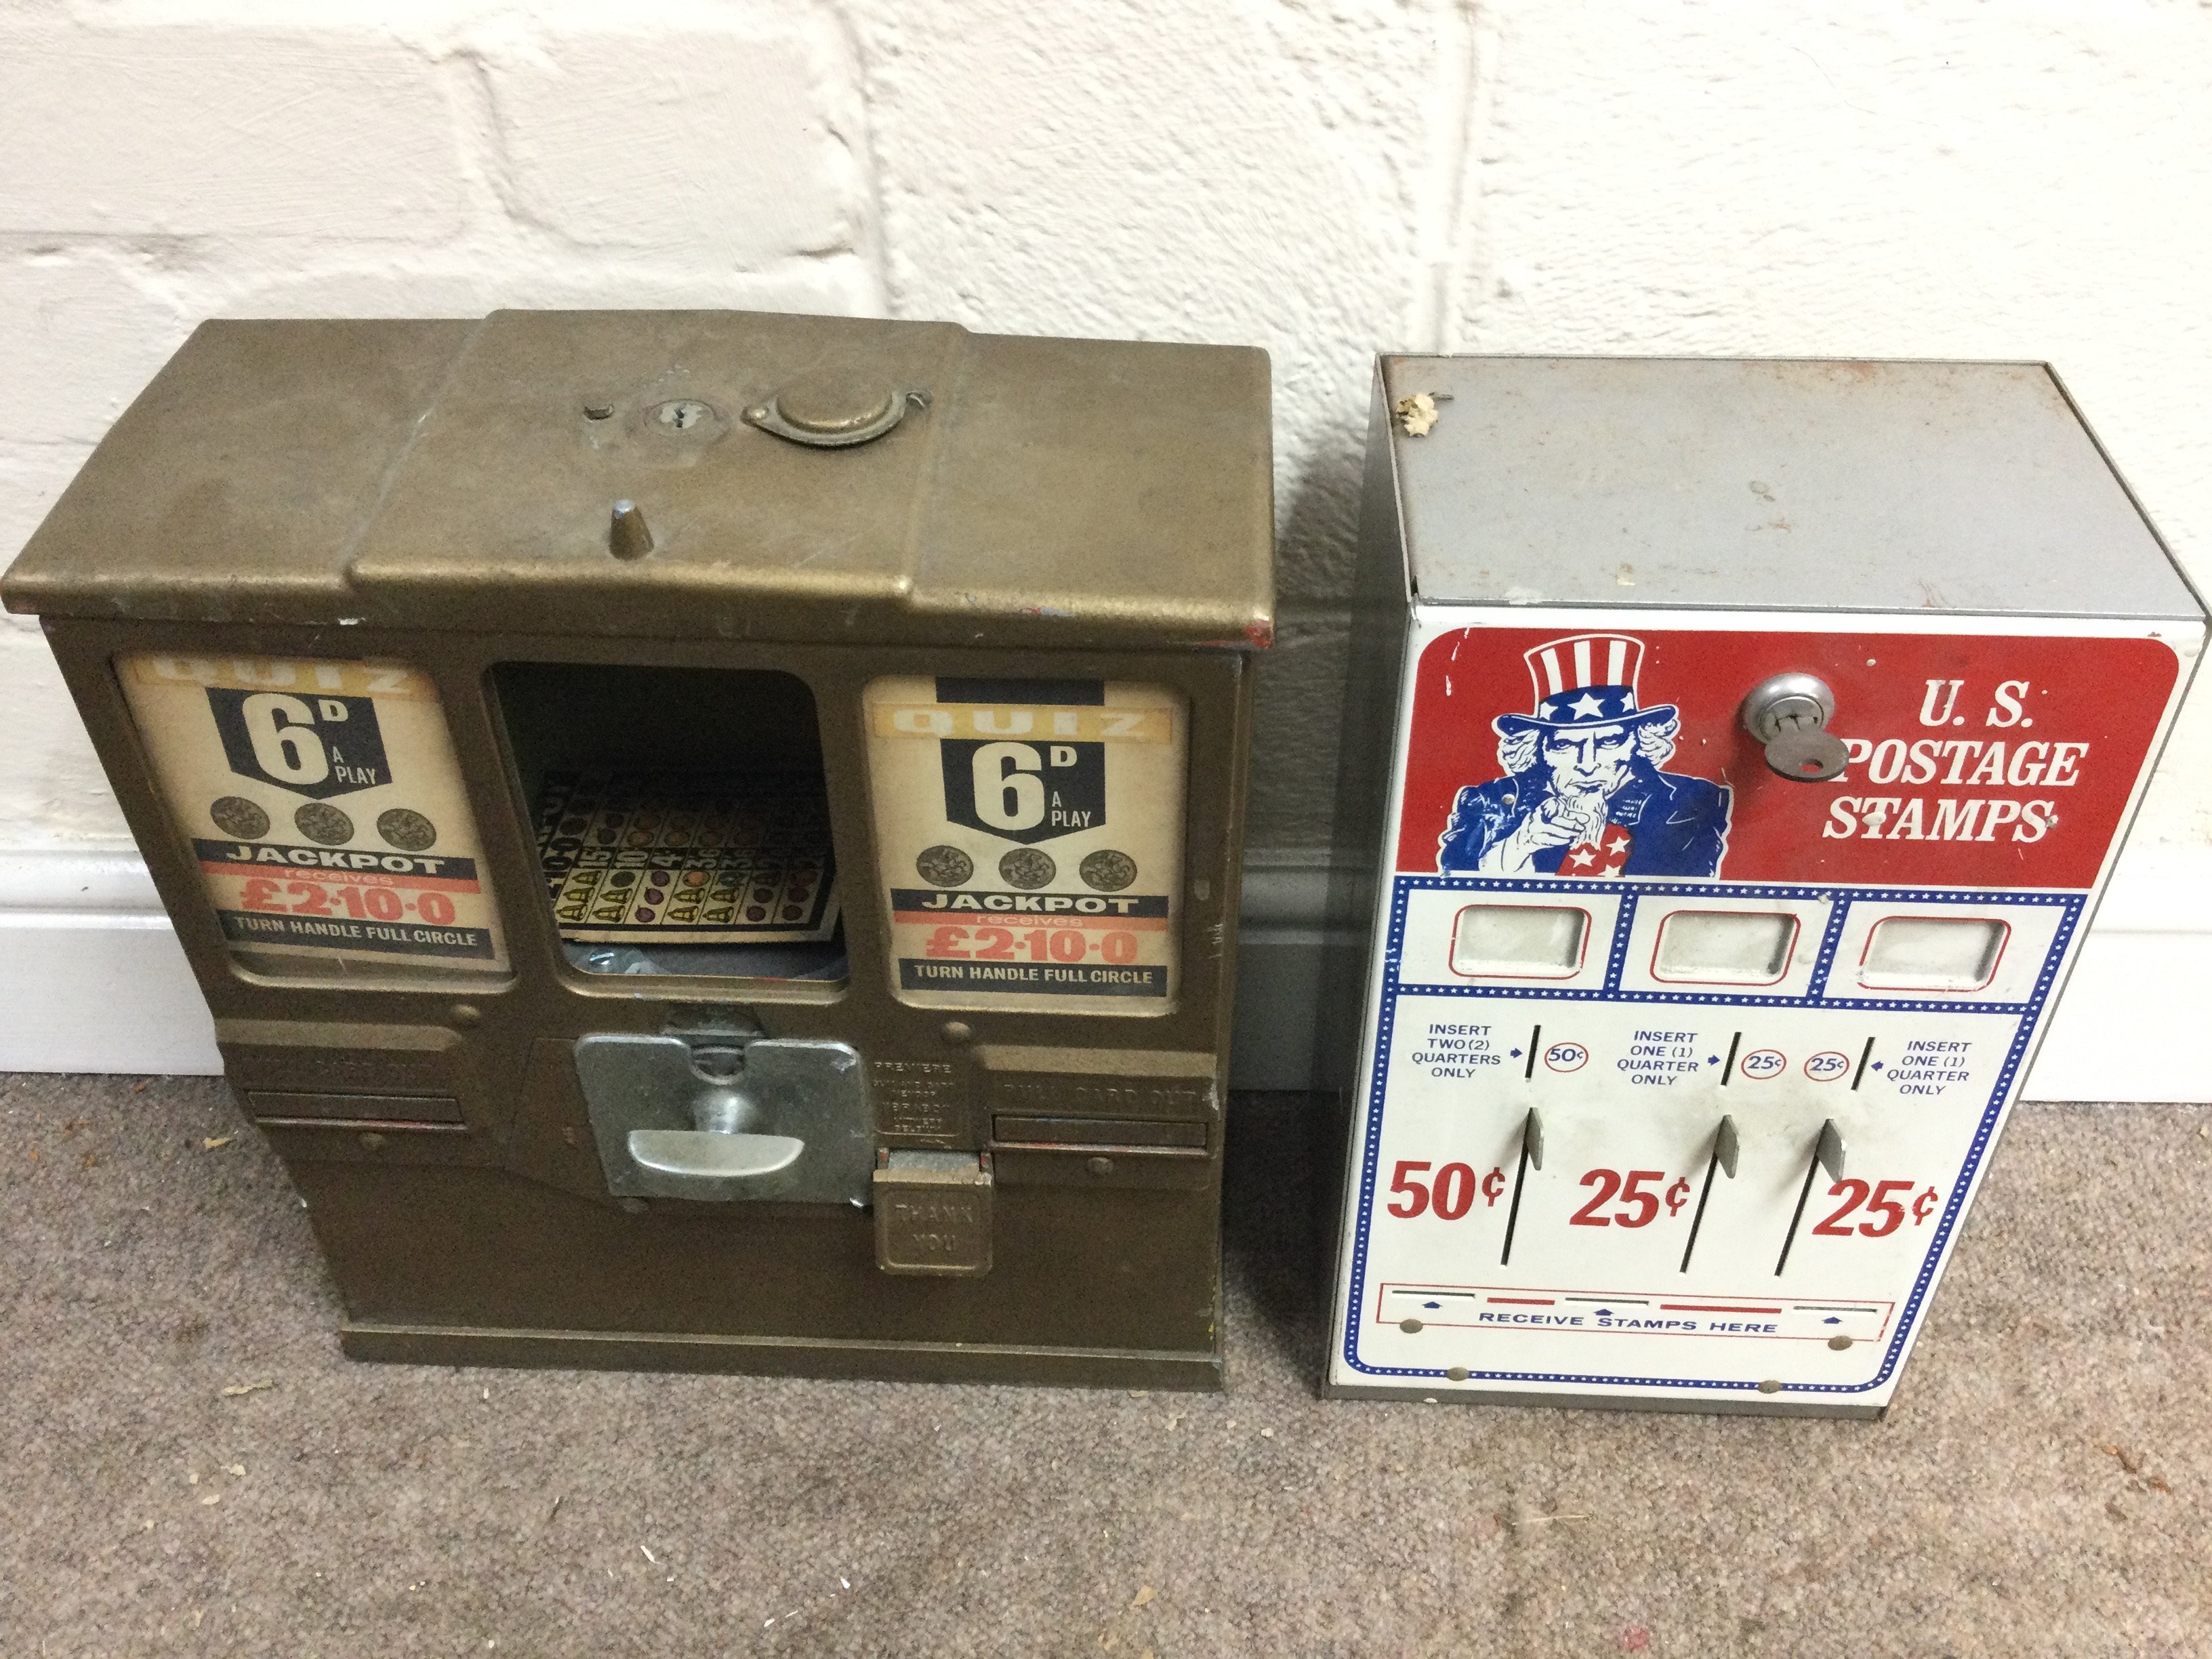 QUIZ
6D
A
PLAY
JACKPOT
receives
£2·10·0
TURN HANDLE FULL CIRCLE
QUIZ
6D
A
PLAY
JACKPOT
receives
£2·10·0
TURN HANDLE FULL CIRCLE
PREMIERE
PULL CARD OUT
THANK
YOU
U. S.
POSTAGE
STAMPS
INSERT
TWO (2)
QUARTERS
ONLY
50¢
INSERT
ONE (1)
QUARTER
ONLY
25¢
25¢
INSERT
ONE (1)
QUARTER
ONLY
50¢
25¢
25¢
RECEIVE STAMPS HERE